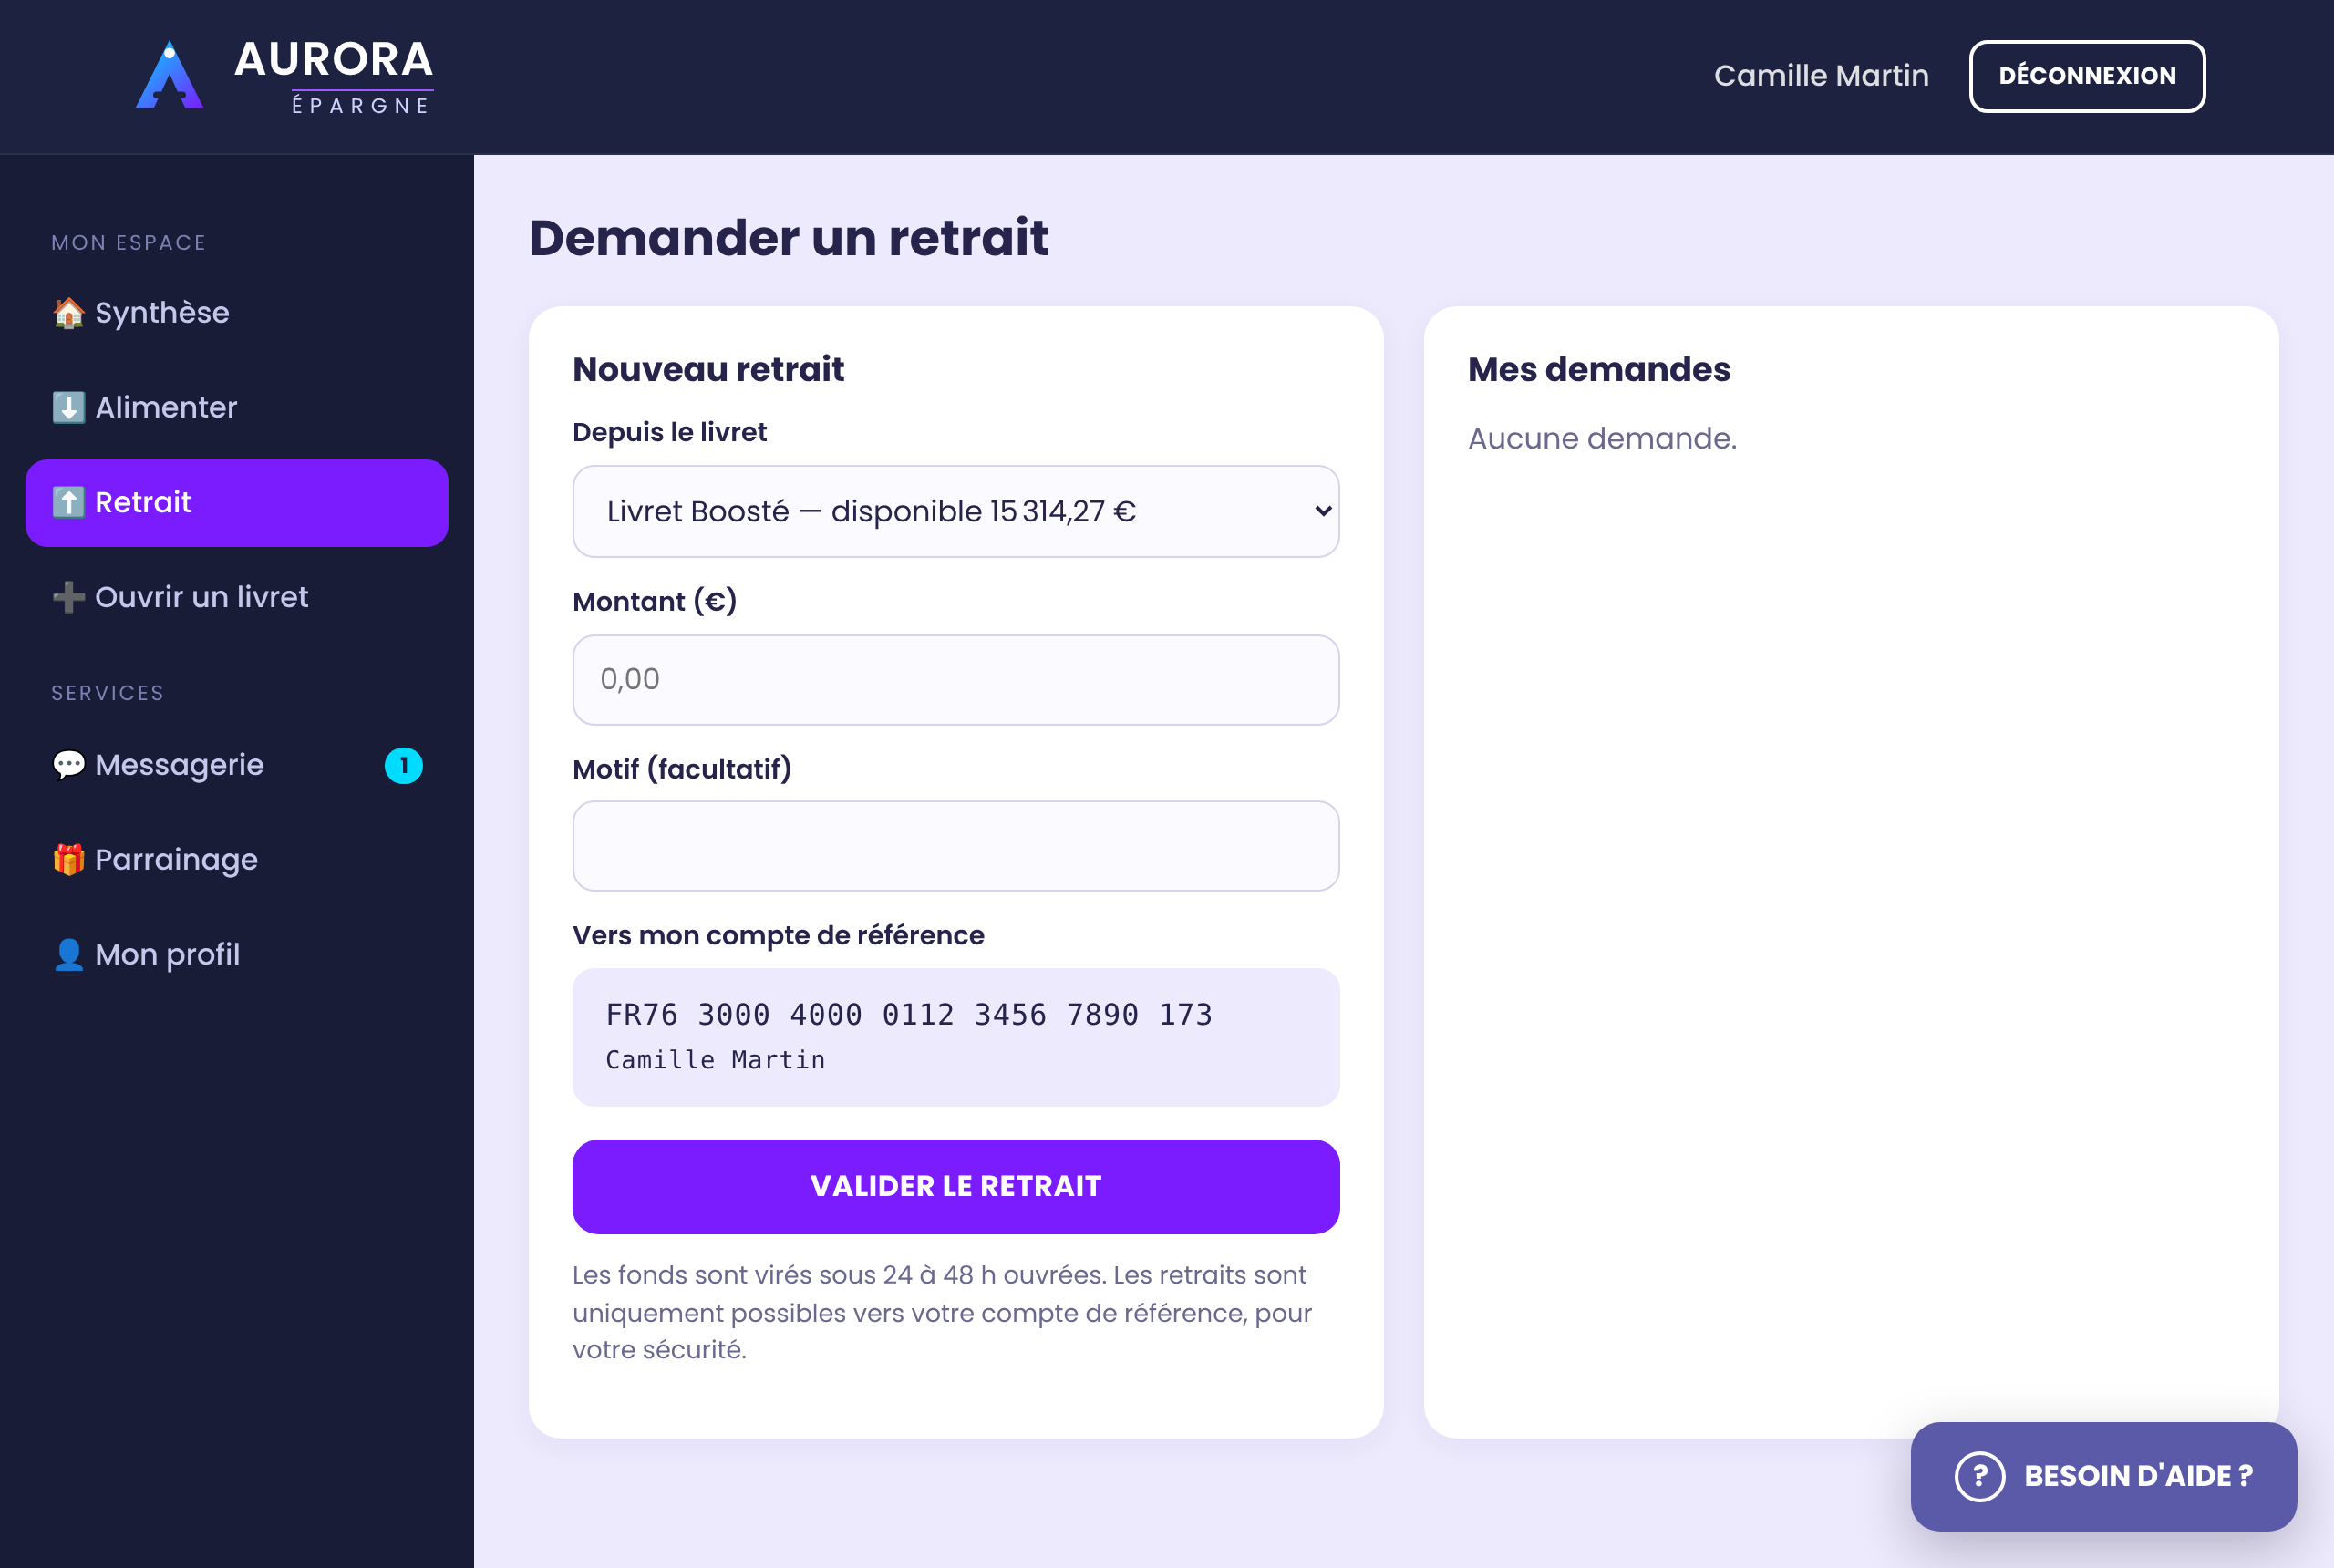 AURORA
ÉPARGNE
Camille Martin
DÉCONNEXION
MON ESPACE
Synthèse
Alimenter
Retrait
Ouvrir un livret
SERVICES
Messagerie 1
Parrainage
Mon profil
Demander un retrait
Nouveau retrait
Depuis le livret
Livret Boosté — disponible 15 314,27 €
Montant (€)
0,00
Motif (facultatif)
Vers mon compte de référence
FR76 3000 4000 0112 3456 7890 173
Camille Martin
VALIDER LE RETRAIT
Les fonds sont virés sous 24 à 48 h ouvrées. Les retraits sont
uniquement possibles vers votre compte de référence, pour
votre sécurité.
Mes demandes
Aucune demande.
? BESOIN D'AIDE ?